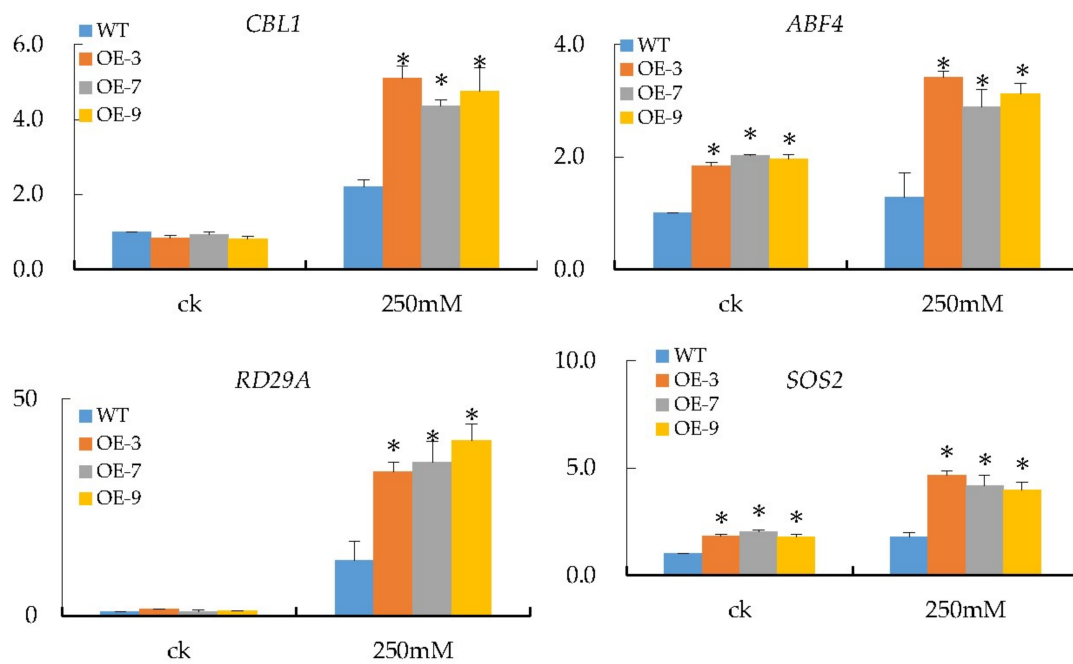 CBL1
WT
OE-3
OE-7
OE-9
6.0
4.0
2.0
0.0
* * *
ck 250mM
ABF4
WT
OE-3
OE-7
OE-9
4.0
2.0
0.0
* * * * * *
ck 250mM
RD29A
WT
OE-3
OE-7
OE-9
50
0
* * *
ck 250mM
SOS2
WT
OE-3
OE-7
OE-9
10.0
5.0
0.0
* * * * * *
ck 250mM